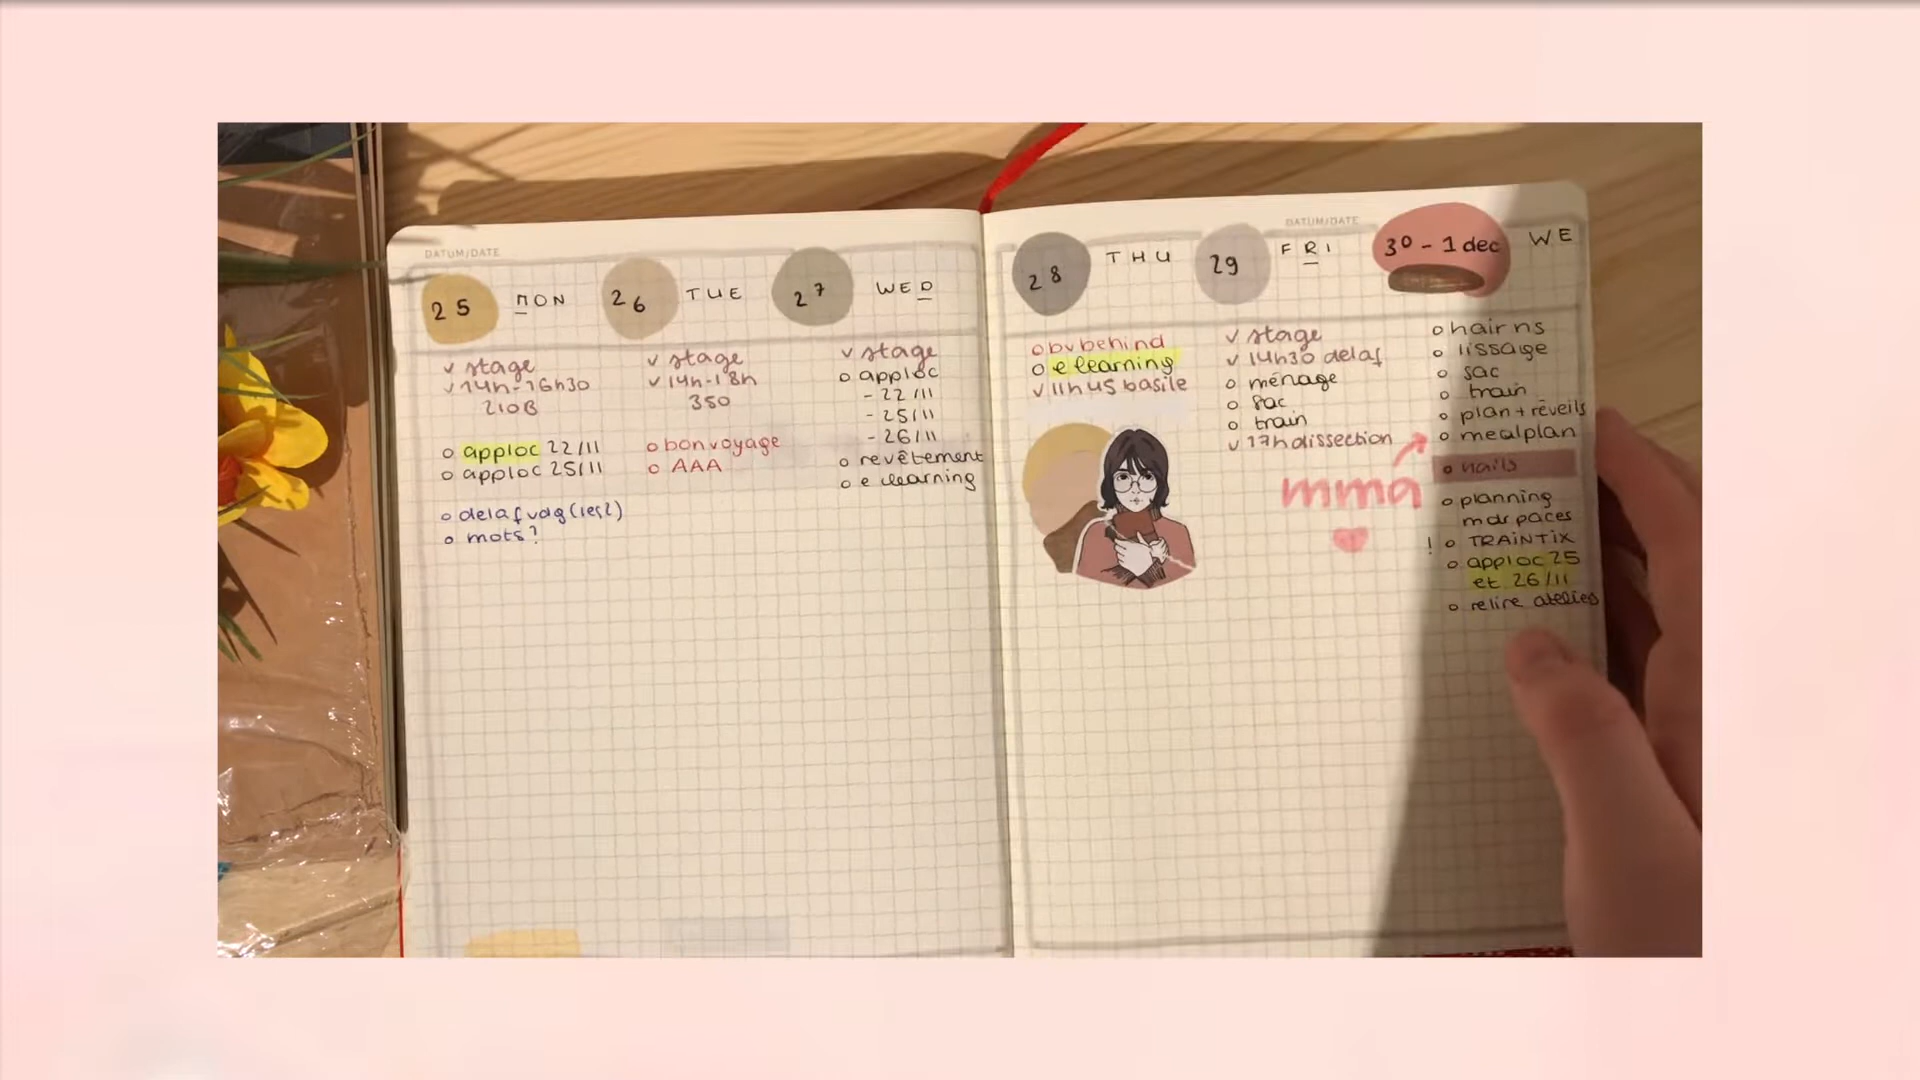 DATUM/DATE
25 MON
✓ stage
✓ 14h-16h30
210B
o apploc 22/11
o apploc 25/11
o delaf vdg (les2)
o mots?
26 TUE
✓ stage
✓ 14h-18h
350
o bon voyage
o AAA
27 WED
✓ stage
o apploc
- 22/11
- 25/11
- 26/11
o revêtement
o e learning
28 THU
o bv behind
o e learning
✓ 11h45 basile
DATUM/DATE
29 FRI
✓ stage
✓ 14h30 delaf
o ménage
o sac
o train
✓ 17h dissection
mma
30 - 1 dec WE
o hair ns
o lissage
o sac
o train
o plan + réveils
o mealplan
o nails
o planning
mdr paces
! o TRAINTIX
o apploc 25
et 26/11
o relire